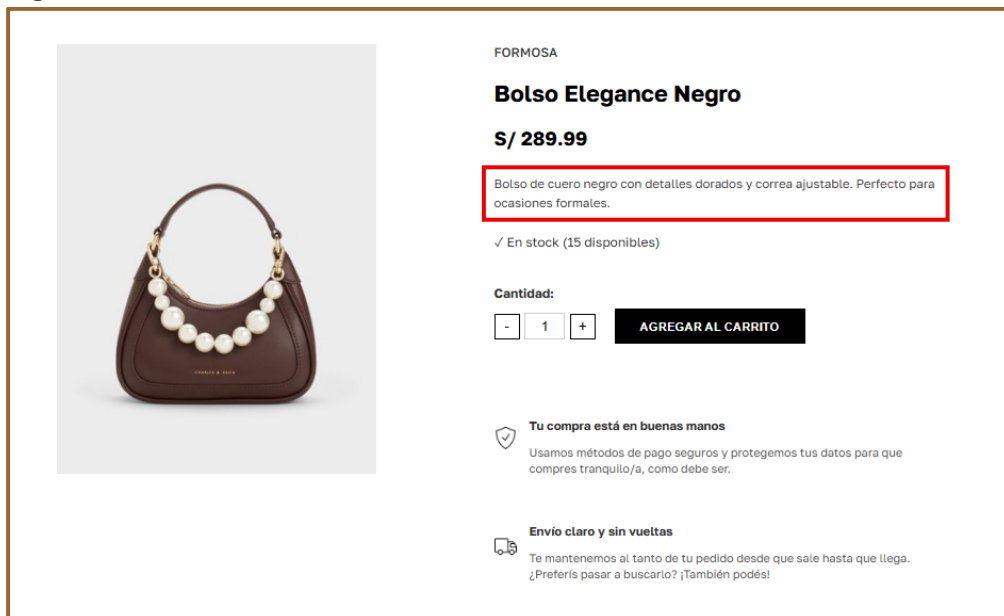 FORMOSA
Bolso Elegance Negro
S/ 289.99
Bolso de cuero negro con detalles dorados y correa ajustable. Perfecto para
ocasiones formales.
✓ En stock (15 disponibles)
Cantidad:
- 1 + AGREGAR AL CARRITO
CHARLES & KEITH
Tu compra está en buenas manos
Usamos métodos de pago seguros y protegemos tus datos para que
compres tranquilo/a, como debe ser.
Envío claro y sin vueltas
Te mantenemos al tanto de tu pedido desde que sale hasta que llega.
¿Preferís pasar a buscarlo? ¡También podés!